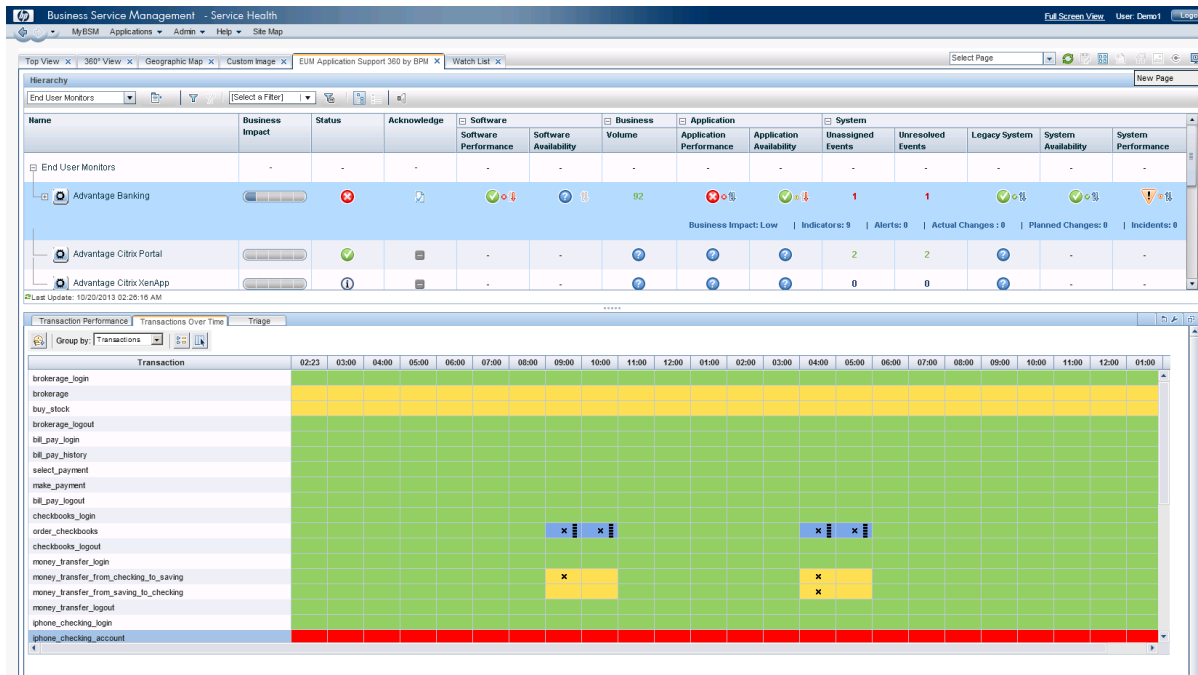 Business Service Management - Service Health Full Screen View User: Demo1
MyBSM Applications Admin Help Site Map
Top View 360° View Geographic Map Custom Image EUM Application Support 360 by BPM Watch List Select Page
Hierarchy New Page
End User Monitors [Select a Filter]
Name Business Impact Status Acknowledge Software Business Application System
Software Performance Software Availability Volume Application Performance Application Availability Unassigned Events Unresolved Events Legacy System System Availability System Performance
End User Monitors - - - - - - - - - - - - -
Advantage Banking 92 1 1
Business Impact: Low | Indicators: 9 | Alerts: 0 | Actual Changes : 0 | Planned Changes: 0 | Incidents: 0
Advantage Citrix Portal - - 2 2 - -
Advantage Citrix XenApp - - 0 0 - -
Last Update: 10/20/2013 02:26:16 AM
Transaction Performance Transactions Over Time Triage
Group by: Transactions
Transaction 02:23 03:00 04:00 05:00 06:00 07:00 08:00 09:00 10:00 11:00 12:00 01:00 02:00 03:00 04:00 05:00 06:00 07:00 08:00 09:00 10:00 11:00 12:00 01:00
brokerage_login
brokerage
buy_stock
brokerage_logout
bill_pay_login
bill_pay_history
select_payment
make_payment
bill_pay_logout
checkbooks_login
order_checkbooks
checkbooks_logout
money_transfer_login
money_transfer_from_checking_to_saving
money_transfer_from_saving_to_checking
money_transfer_logout
iphone_checking_login
iphone_checking_account